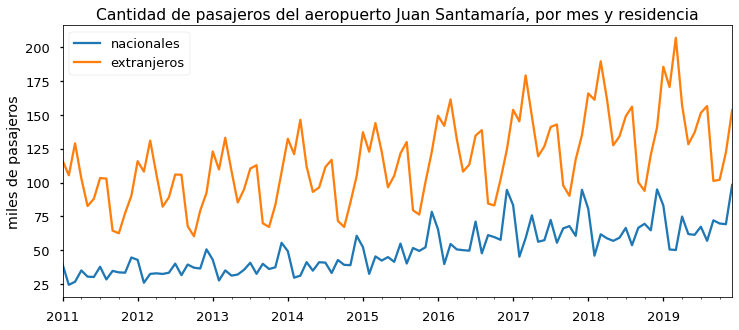 Cantidad de pasajeros del aeropuerto Juan Santamaría, por mes y residencia
nacionales
extranjeros
miles de pasajeros
200
175
150
125
100
75
50
25
2011 2012 2013 2014 2015 2016 2017 2018 2019